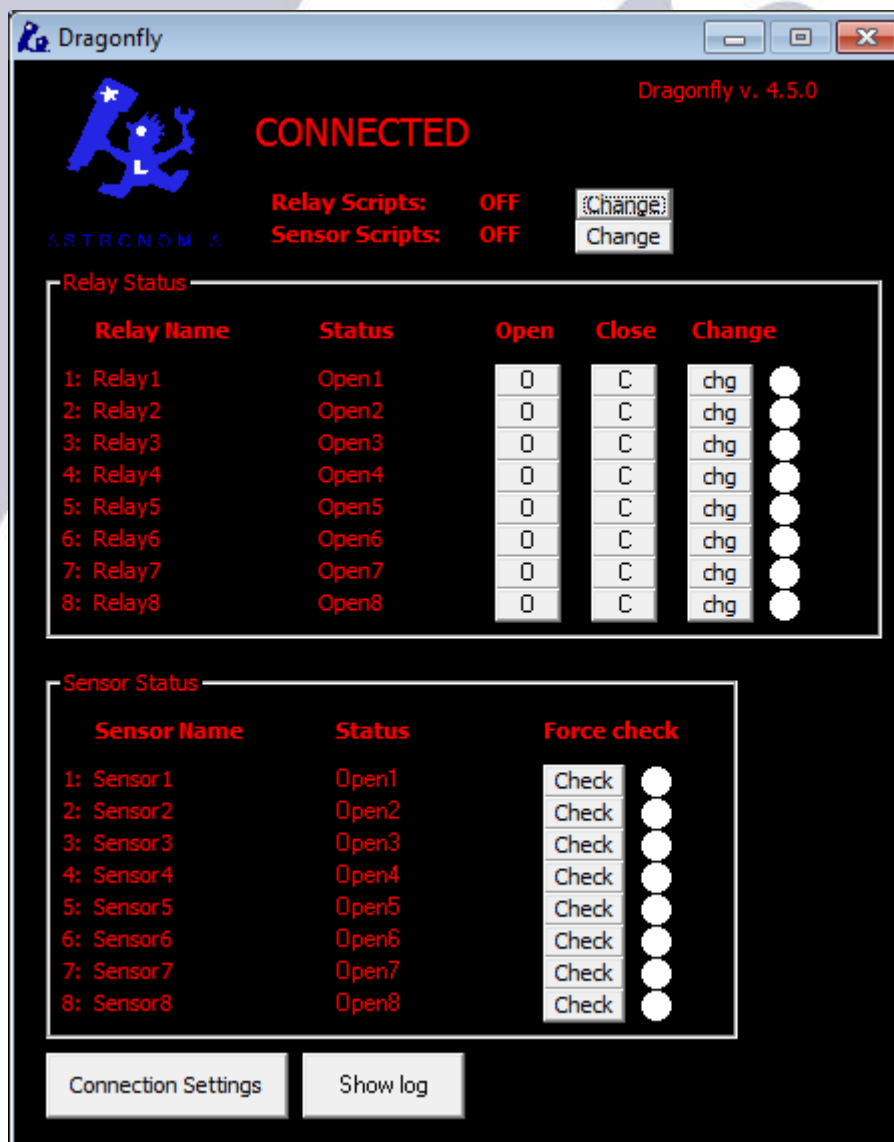 Dragonfly
Dragonfly v. 4.5.0
CONNECTED
L
Relay Scripts: OFF Change
Sensor Scripts: OFF Change
ASTRONOM A
Relay Status
Relay Name Status Open Close Change
1: Relay1 Open1 O C chg
2: Relay2 Open2 O C chg
3: Relay3 Open3 O C chg
4: Relay4 Open4 O C chg
5: Relay5 Open5 O C chg
6: Relay6 Open6 O C chg
7: Relay7 Open7 O C chg
8: Relay8 Open8 O C chg
Sensor Status
Sensor Name Status Force check
1: Sensor1 Open1 Check
2: Sensor2 Open2 Check
3: Sensor3 Open3 Check
4: Sensor4 Open4 Check
5: Sensor5 Open5 Check
6: Sensor6 Open6 Check
7: Sensor7 Open7 Check
8: Sensor8 Open8 Check
Connection Settings Show log